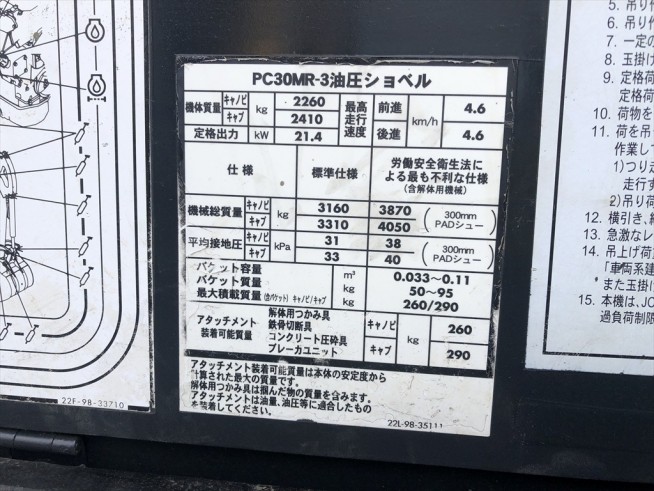 PC30MR-3油圧ショベル
機体質量 キャノピ kg 2260 最高走行速度 前進 km/h 4.6
キャブ 2410
定格出力 kW 21.4 後進 4.6
仕様 標準仕様 労働安全衛生法による最も不利な仕様
(含解体用機械)
機械総質量 キャノピ kg 3160 3870 (300mm PADシュー)
キャブ 3310 4050
平均接地圧 キャノピ kPa 31 38 (300mm PADシュー)
キャブ 33 40
バケット容量 m³ 0.033~0.11
バケット質量 kg 50~95
最大積載質量 (含バケット) キャノピ/キャブ kg 260/290
アタッチメント装着可能質量 解体用つかみ具 キャノピ kg 260
鉄骨切断具
コンクリート圧砕具 キャブ 290
ブレーカユニット
アタッチメント装着可能質量は本体の安定度から
計算された最大の質量です。
解体用つかみ具は掴んだ物の質量を含みます。
アタッチメントは油量、油圧等に適合したもの
を装着してください。
22L-98-35111
22F-98-33710
5. 吊り作
6. 吊り作
7. 一定の
8. 玉掛け
9. 定格荷
定格荷
10. 荷物を
11. 荷を吊
作業して
1)つり走
走行す
2)吊り荷
12. 横引き、
13. 急激なレ
14. 吊上げ荷
「車両系建
また玉掛け
15. 本機は、JC
過負荷制限